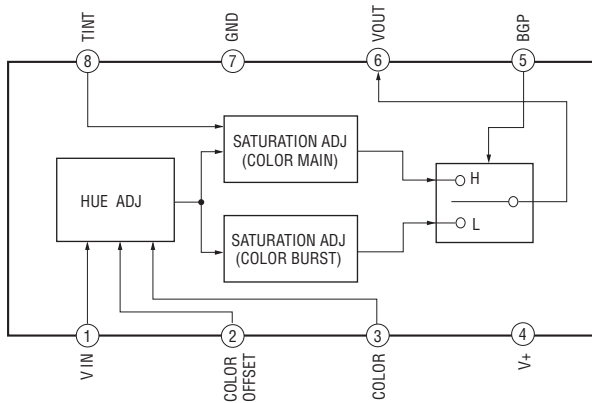 TINT
GND
VOUT
BGP
8
7
6
5
SATURATION ADJ
(COLOR MAIN)
HUE ADJ
H
L
SATURATION ADJ
(COLOR BURST)
1
2
3
4
V IN
COLOR
OFFSET
COLOR
V+